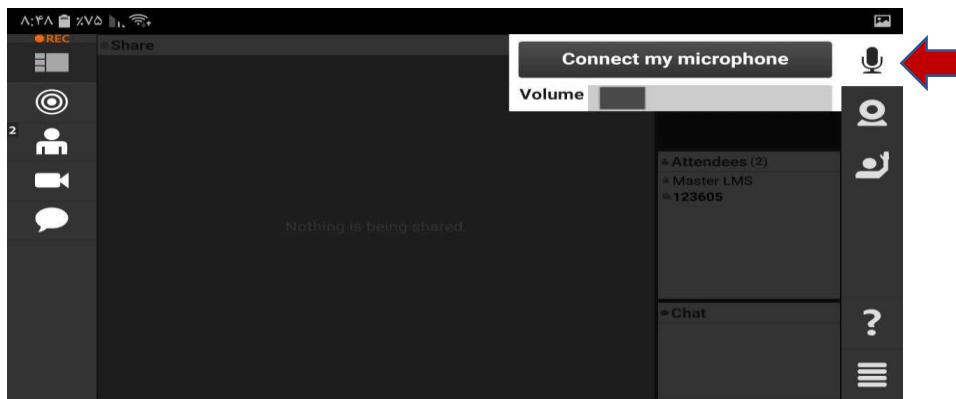 ۸:۴۸ ٪۷۵
REC
Share
Connect my microphone
Volume
2
Attendees (2)
Master LMS
123605
Nothing is being shared.
Chat
?